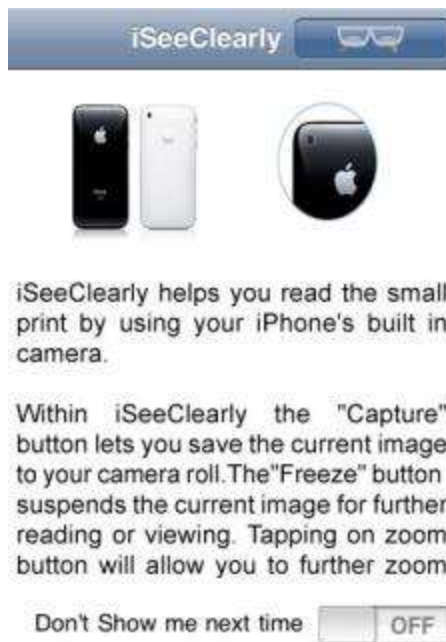 iSeeClearly
iSeeClearly helps you read the small
print by using your iPhone's built in
camera.
Within iSeeClearly the "Capture"
button lets you save the current image
to your camera roll.The"Freeze" button
suspends the current image for further
reading or viewing. Tapping on zoom
button will allow you to further zoom
Don't Show me next time OFF